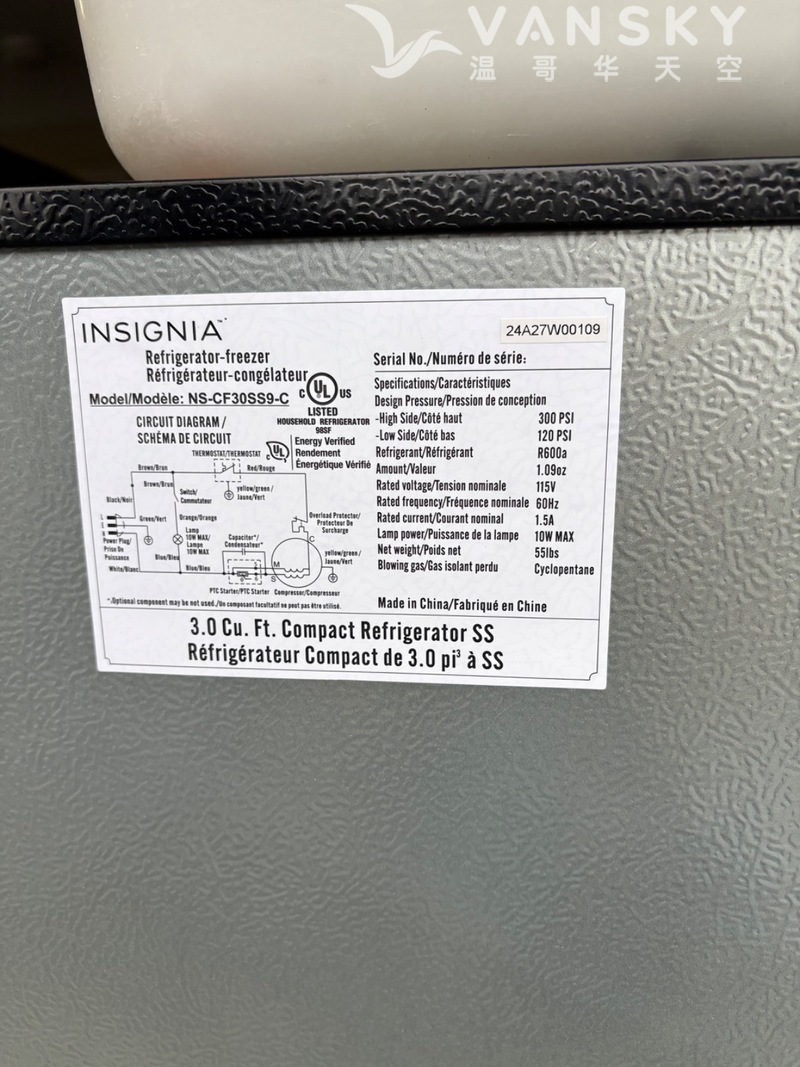 VANSKY
温哥华天空
INSIGNIA™
24A27W00109
Refrigerator-freezer
Réfrigérateur-congélateur
Model/Modèle: NS-CF30SS9-C
C UL US
LISTED
HOUSEHOLD REFRIGERATOR
98SF
Energy Verified
Rendement
Énergétique Vérifié
C UL
CIRCUIT DIAGRAM /
SCHÉMA DE CIRCUIT
THERMOSTAT/THERMOSTAT
Brown/Brun
Red/Rouge
Brown/Brun
yellow/green/
Jaune/Vert
Switch/
Commutateur
Black/Noir
Overload Protector/
Protecteur De
Surcharge
L
E
N
Green/Vert
Orange/Orange
Lamp
10W MAX/
Lampe
10W MAX
Capacitor*/
Condensateur*
C
Power Plug/
Prise De
Puissance
yellow/green/
Jaune/Vert
Blue/Bleu
M
White/Blanc
Blue/Bleu
S
PTC Starter/PTC Starter
Compressor/Compresseur
*.Optional component may be not used./Un composant facultatif ne peut pas être utilisé.
Serial No./Numéro de série:
Specifications/Caractéristiques
Design Pressure/Pression de conception
-High Side/Côté haut 300 PSI
-Low Side/Côté bas 120 PSI
Refrigerant/Réfrigérant R600a
Amount/Valeur 1.09oz
Rated voltage/Tension nominale 115V
Rated frequency/Fréquence nominale 60Hz
Rated current/Courant nominal 1.5A
Lamp power/Puissance de la lampe 10W MAX
Net weight/Poids net 55lbs
Blowing gas/Gas isolant perdu Cyclopentane
Made in China/Fabriqué en Chine
3.0 Cu. Ft. Compact Refrigerator SS
Réfrigérateur Compact de 3.0 pi³ à SS